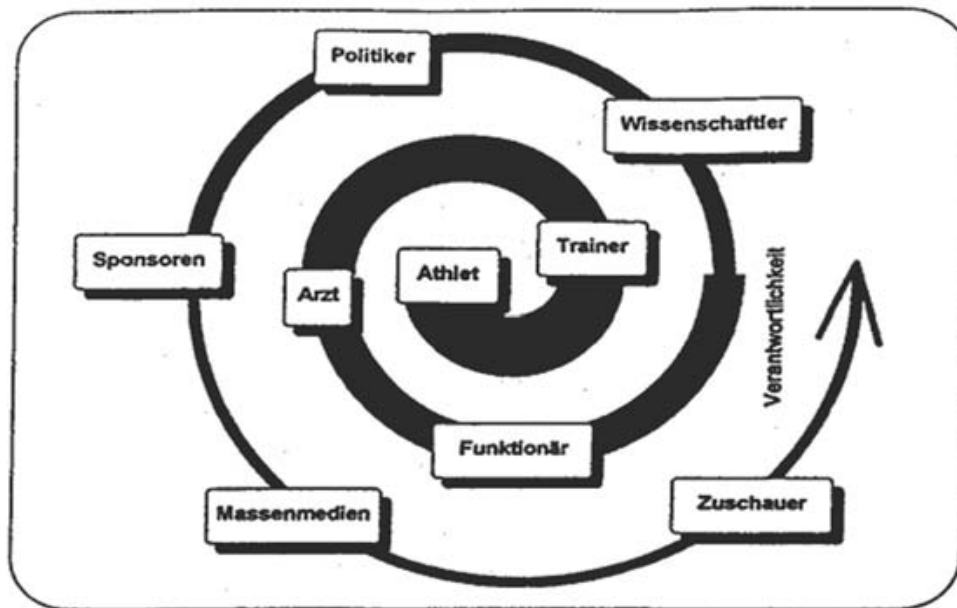 Politiker
Wissenschaftler
Sponsoren
Athlet
Trainer
Arzt
Verantwortlichkeit
Funktionär
Massenmedien
Zuschauer